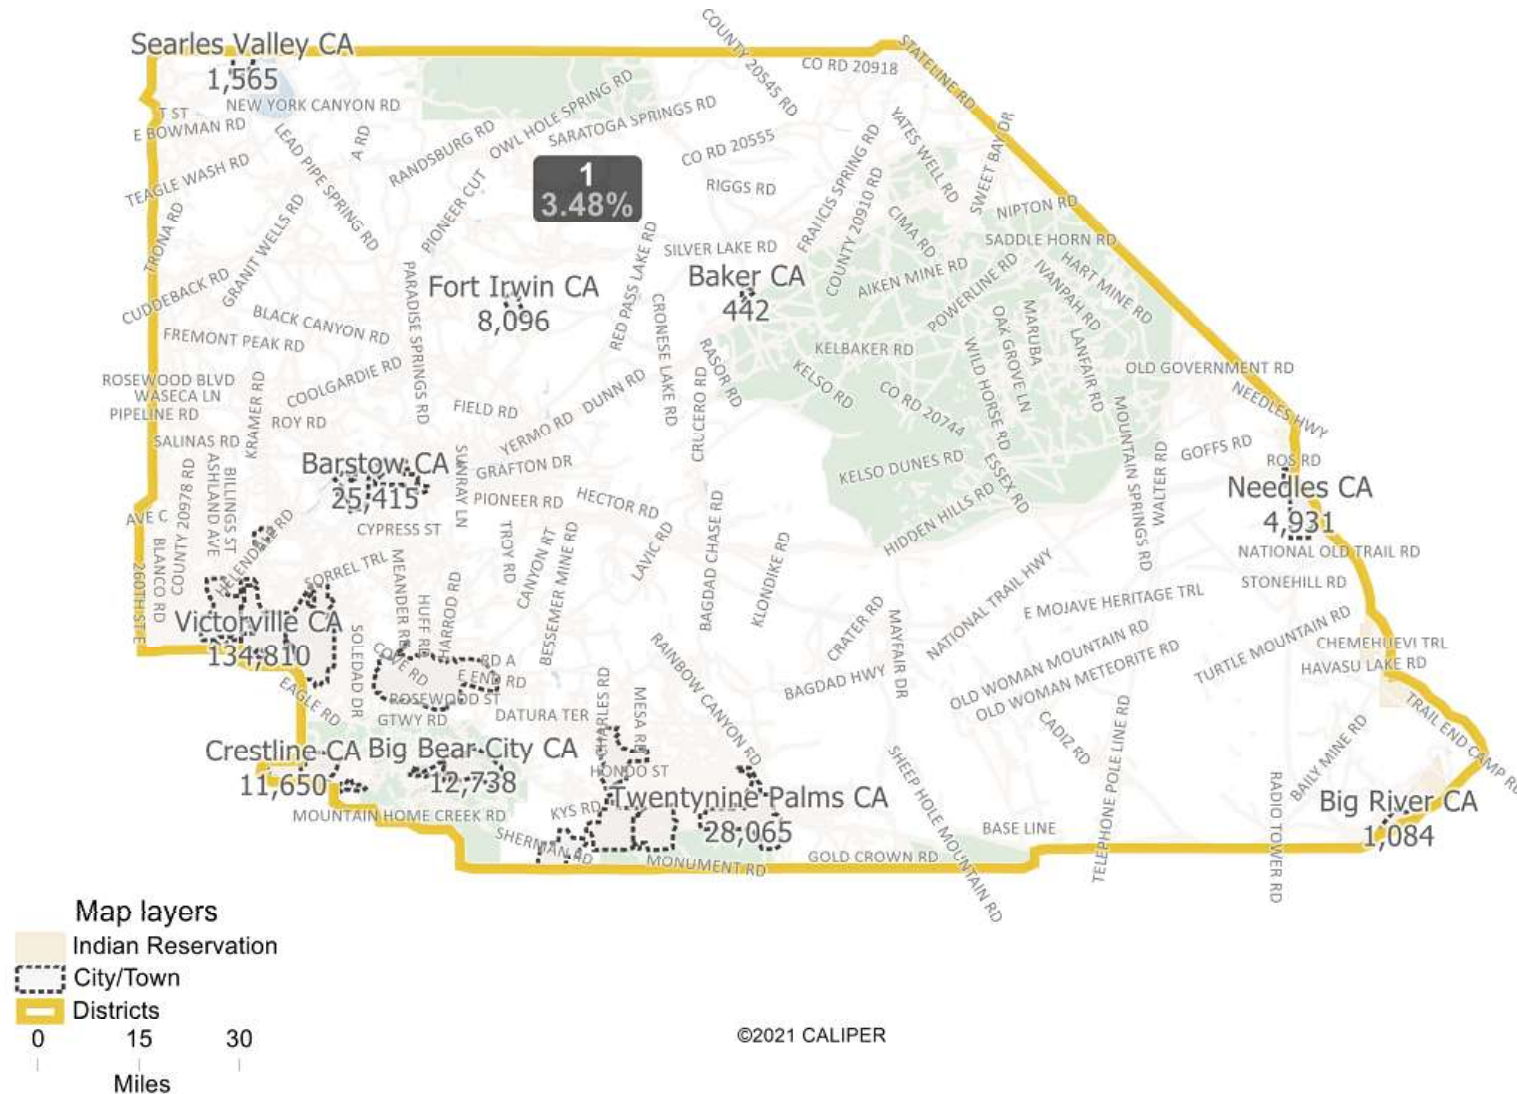 Searles Valley CA
1,565
COUNTY 20545 RD
CO RD 20918
STATELINE RD
T ST
NEW YORK CANYON RD
E BOWMAN RD
LEAD PIPE SPRING RD
A RD
RANDSBURG RD
OWL HOLE SPRING RD
SARATOGA SPRINGS RD
CO RD 20555
YATES WELL RD
SWEET BAY DR
TEAGLE WASH RD
1
3.48%
RIGGS RD
FRANCIS SPRING RD
COUNTY 20910 RD
NIPTON RD
TRONA RD
GRANIT WELLS RD
PIONEER CUT
RED PASS LAKE RD
SILVER LAKE RD
CIMA RD
SADDLE HORN RD
HART MINE RD
CUDDEBACK RD
PARADISE SPRINGS RD
Fort Irwin CA
8,096
Baker CA
442
AIKEN MINE RD
POWERLINE RD
IVANPAH RD
BLACK CANYON RD
FREMONT PEAK RD
CRONESE LAKE RD
RASOR RD
KELBAKER RD
OAK GROVE LN
MARUBA
LANFAIR RD
WILD HORSE RD
OLD GOVERNMENT RD
ROSEWOOD BLVD
WASECA LN
PIPELINE RD
KRAMER RD
COOLGARDIE RD
ROY RD
FIELD RD
DUNN RD
YERMO RD
CRUCERO RD
KELSO RD
CO RD 20744
MOUNTAIN SPRINGS RD
NEEDLES HWY
SALINAS RD
Barstow CA
25,415
SUNRAY LN
GRAFTON DR
PIONEER RD
HECTOR RD
KELSO DUNES RD
ESSEX RD
HIDDEN HILLS RD
WALTER RD
GOFFS RD
ROS RD
Needles CA
4,931
NATIONAL OLD TRAIL RD
AVE C
COUNTY 20978 RD
ASHLAND AVE
BILLINGS ST
CYPRESS ST
TROY RD
CANYON RT
BESSEMER MINE RD
LAVIC RD
BAGDAD CHASE RD
KLONDIKE RD
BLANCO RD
260TH ST E
HELENDALE RD
SORREL TRL
MEANDER RD
HUFF RD
HARROD RD
NATIONAL TRAIL HWY
E MOJAVE HERITAGE TRL
STONEHILL RD
Victorville CA
134,810
SOLEDAD DR
COVE RD
RD A
E END RD
ROSEWOOD ST
RAINBOW CANYON RD
CRATER RD
MAYFAIR DR
BAGDAD HWY
OLD WOMAN MOUNTAIN RD
OLD WOMAN METEORITE RD
TURTLE MOUNTAIN RD
CHEMEHUEVI TRL
HAVASU LAKE RD
EAGLE RD
GTWY RD
DATURA TER
CHARLES RD
MESA RD
CADIZ RD
TELEPHONE POLE LINE RD
TRAIL END CAMP RD
Crestline CA
11,650
Big Bear City CA
12,738
HONDO ST
SHEEP HOLE MOUNTAIN RD
RADIO TOWER RD
BAILY MINE RD
MOUNTAIN HOME CREEK RD
KYS RD
SHERMAN RD
Twentynine Palms CA
28,065
MONUMENT RD
GOLD CROWN RD
BASE LINE
Big River CA
1,084
Map layers
Indian Reservation
City/Town
Districts
0 15 30
Miles
©2021 CALIPER